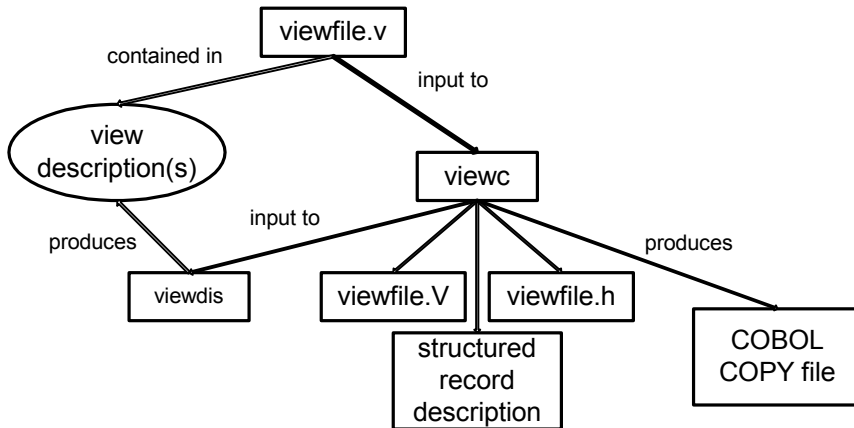 viewfile.v
contained in
input to
view
description(s)
viewc
input to
produces
produces
viewdis
viewfile.V
viewfile.h
structured
record
description
COBOL
COPY file